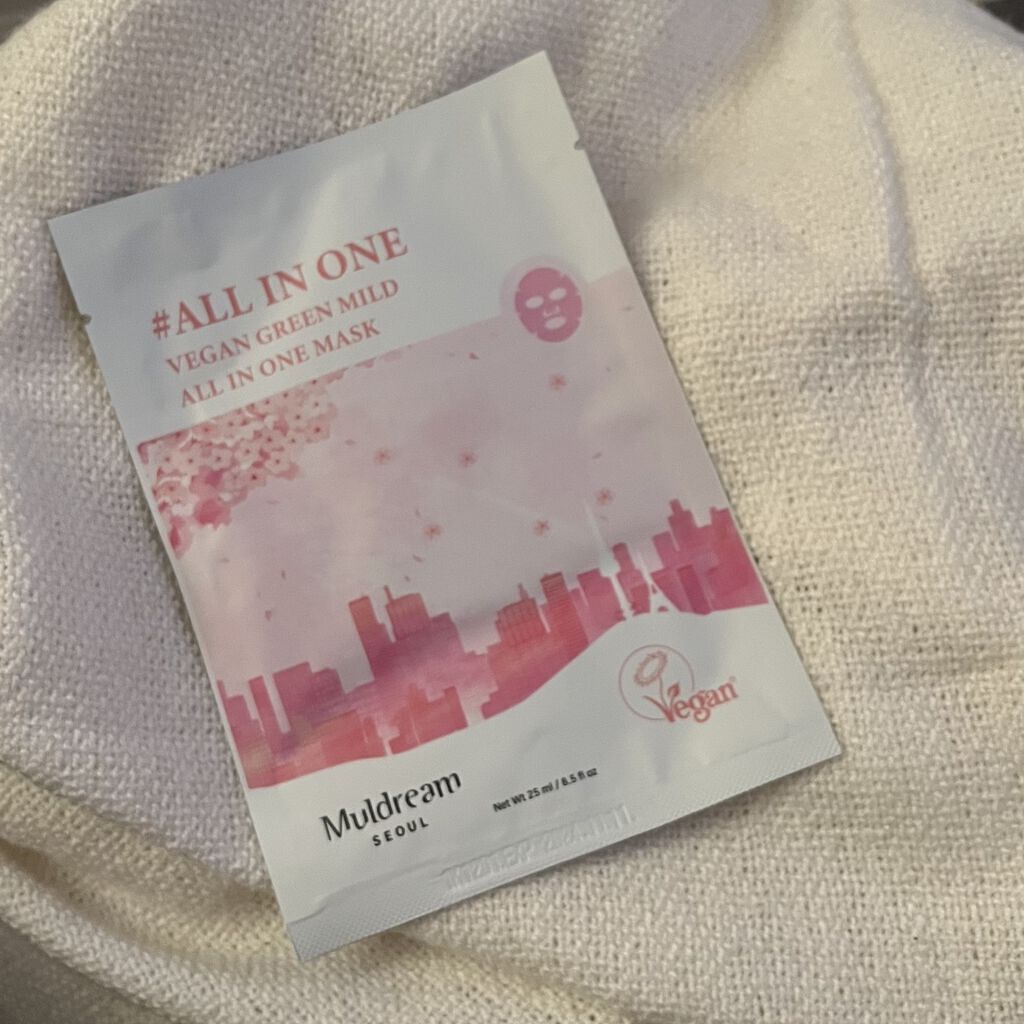 #ALL IN ONE
VEGAN GREEN MILD
ALL IN ONE MASK
Vegan
Muldream
SEOUL
Net Wt 25 ml / 8.5 fl oz